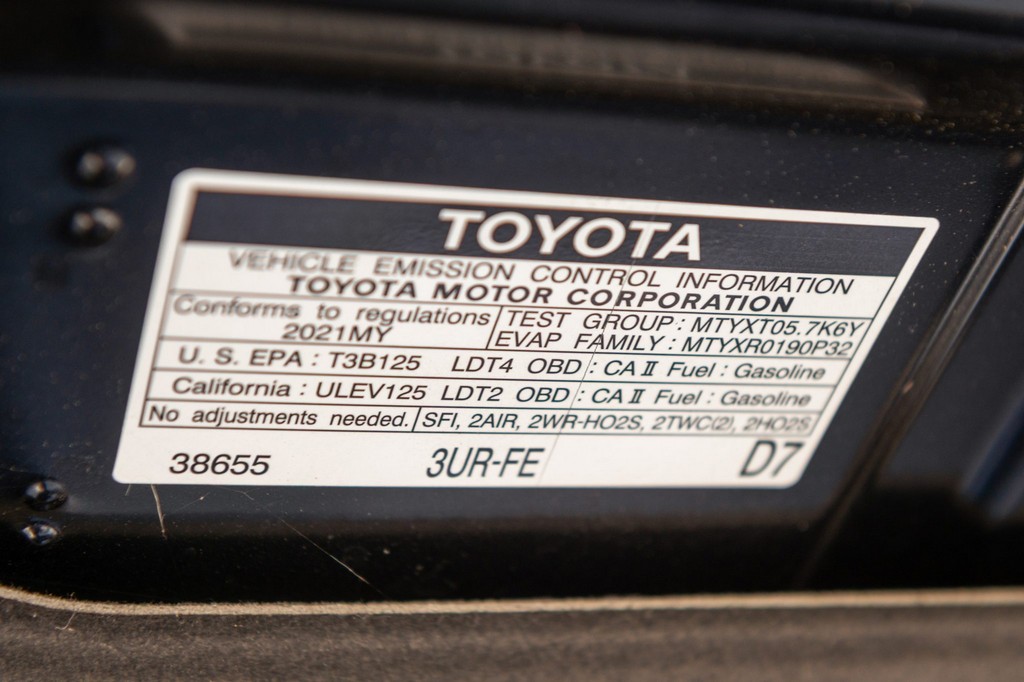 TOYOTA
VEHICLE EMISSION CONTROL INFORMATION
TOYOTA MOTOR CORPORATION
Conforms to regulations
2021MY
TEST GROUP : MTYXT05.7K6Y
EVAP FAMILY : MTYXR0190P32
U. S. EPA : T3B125 LDT4 OBD : CA II Fuel : Gasoline
California : ULEV125 LDT2 OBD : CA II Fuel : Gasoline
No adjustments needed. SFI, 2AIR, 2WR-HO2S, 2TWC(2), 2HO2S
38655 3UR-FE D7